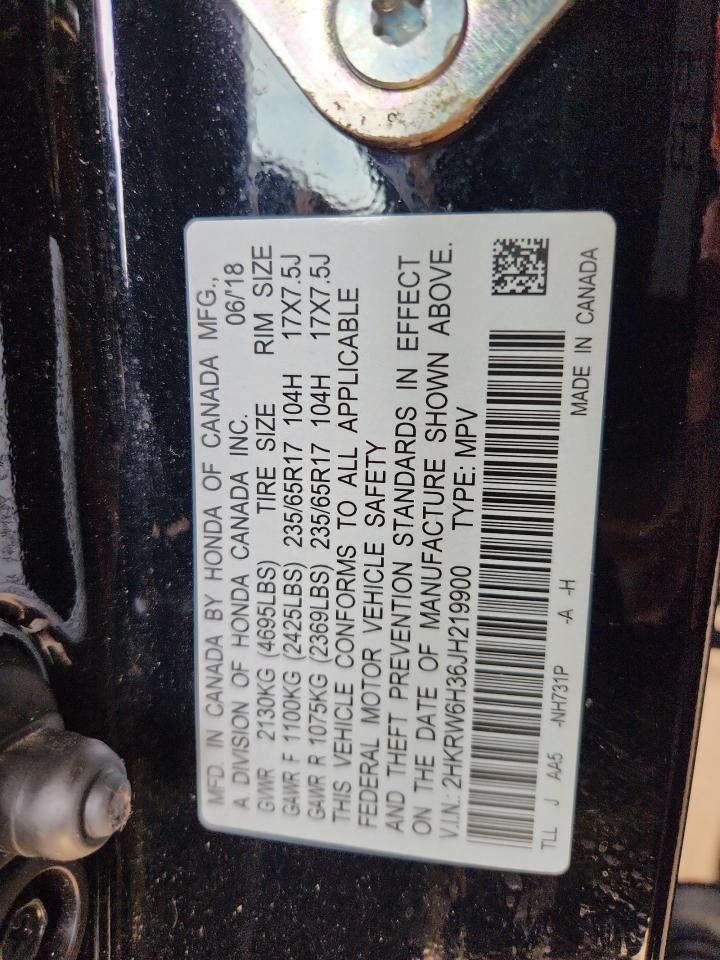 MFD. IN CANADA BY HONDA OF CANADA MFG.,
A DIVISION OF HONDA CANADA INC. 06/'18
GVWR 2130KG (4695LBS) TIRE SIZE RIM SIZE
GAWR F 1100KG (2425LBS) 235/65R17 104H 17X7.5J
GAWR R 1075KG (2369LBS) 235/65R17 104H 17X7.5J
THIS VEHICLE CONFORMS TO ALL APPLICABLE
FEDERAL MOTOR VEHICLE SAFETY
AND THEFT PREVENTION STANDARDS IN EFFECT
ON THE DATE OF MANUFACTURE SHOWN ABOVE.
V.I.N.: 2HKRW6H36JH219900 TYPE: MPV
TLL J AA5 -NH731P -A -H
MADE IN CANADA